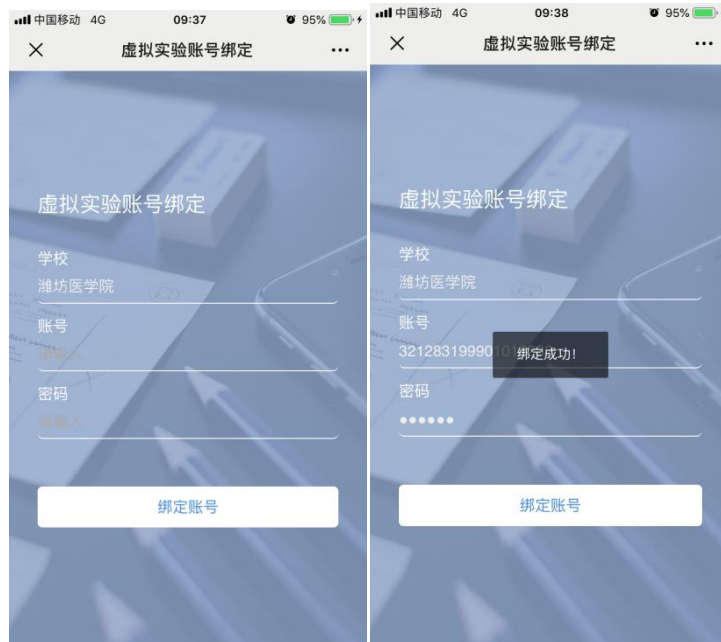 中国移动 4G 09:37 95%
虚拟实验账号绑定
虚拟实验账号绑定
学校
潍坊医学院
账号
请输入
密码
请输入
绑定账号
中国移动 4G 09:38 95%
虚拟实验账号绑定
虚拟实验账号绑定
学校
潍坊医学院
账号
321283199901
绑定成功!
密码
绑定账号